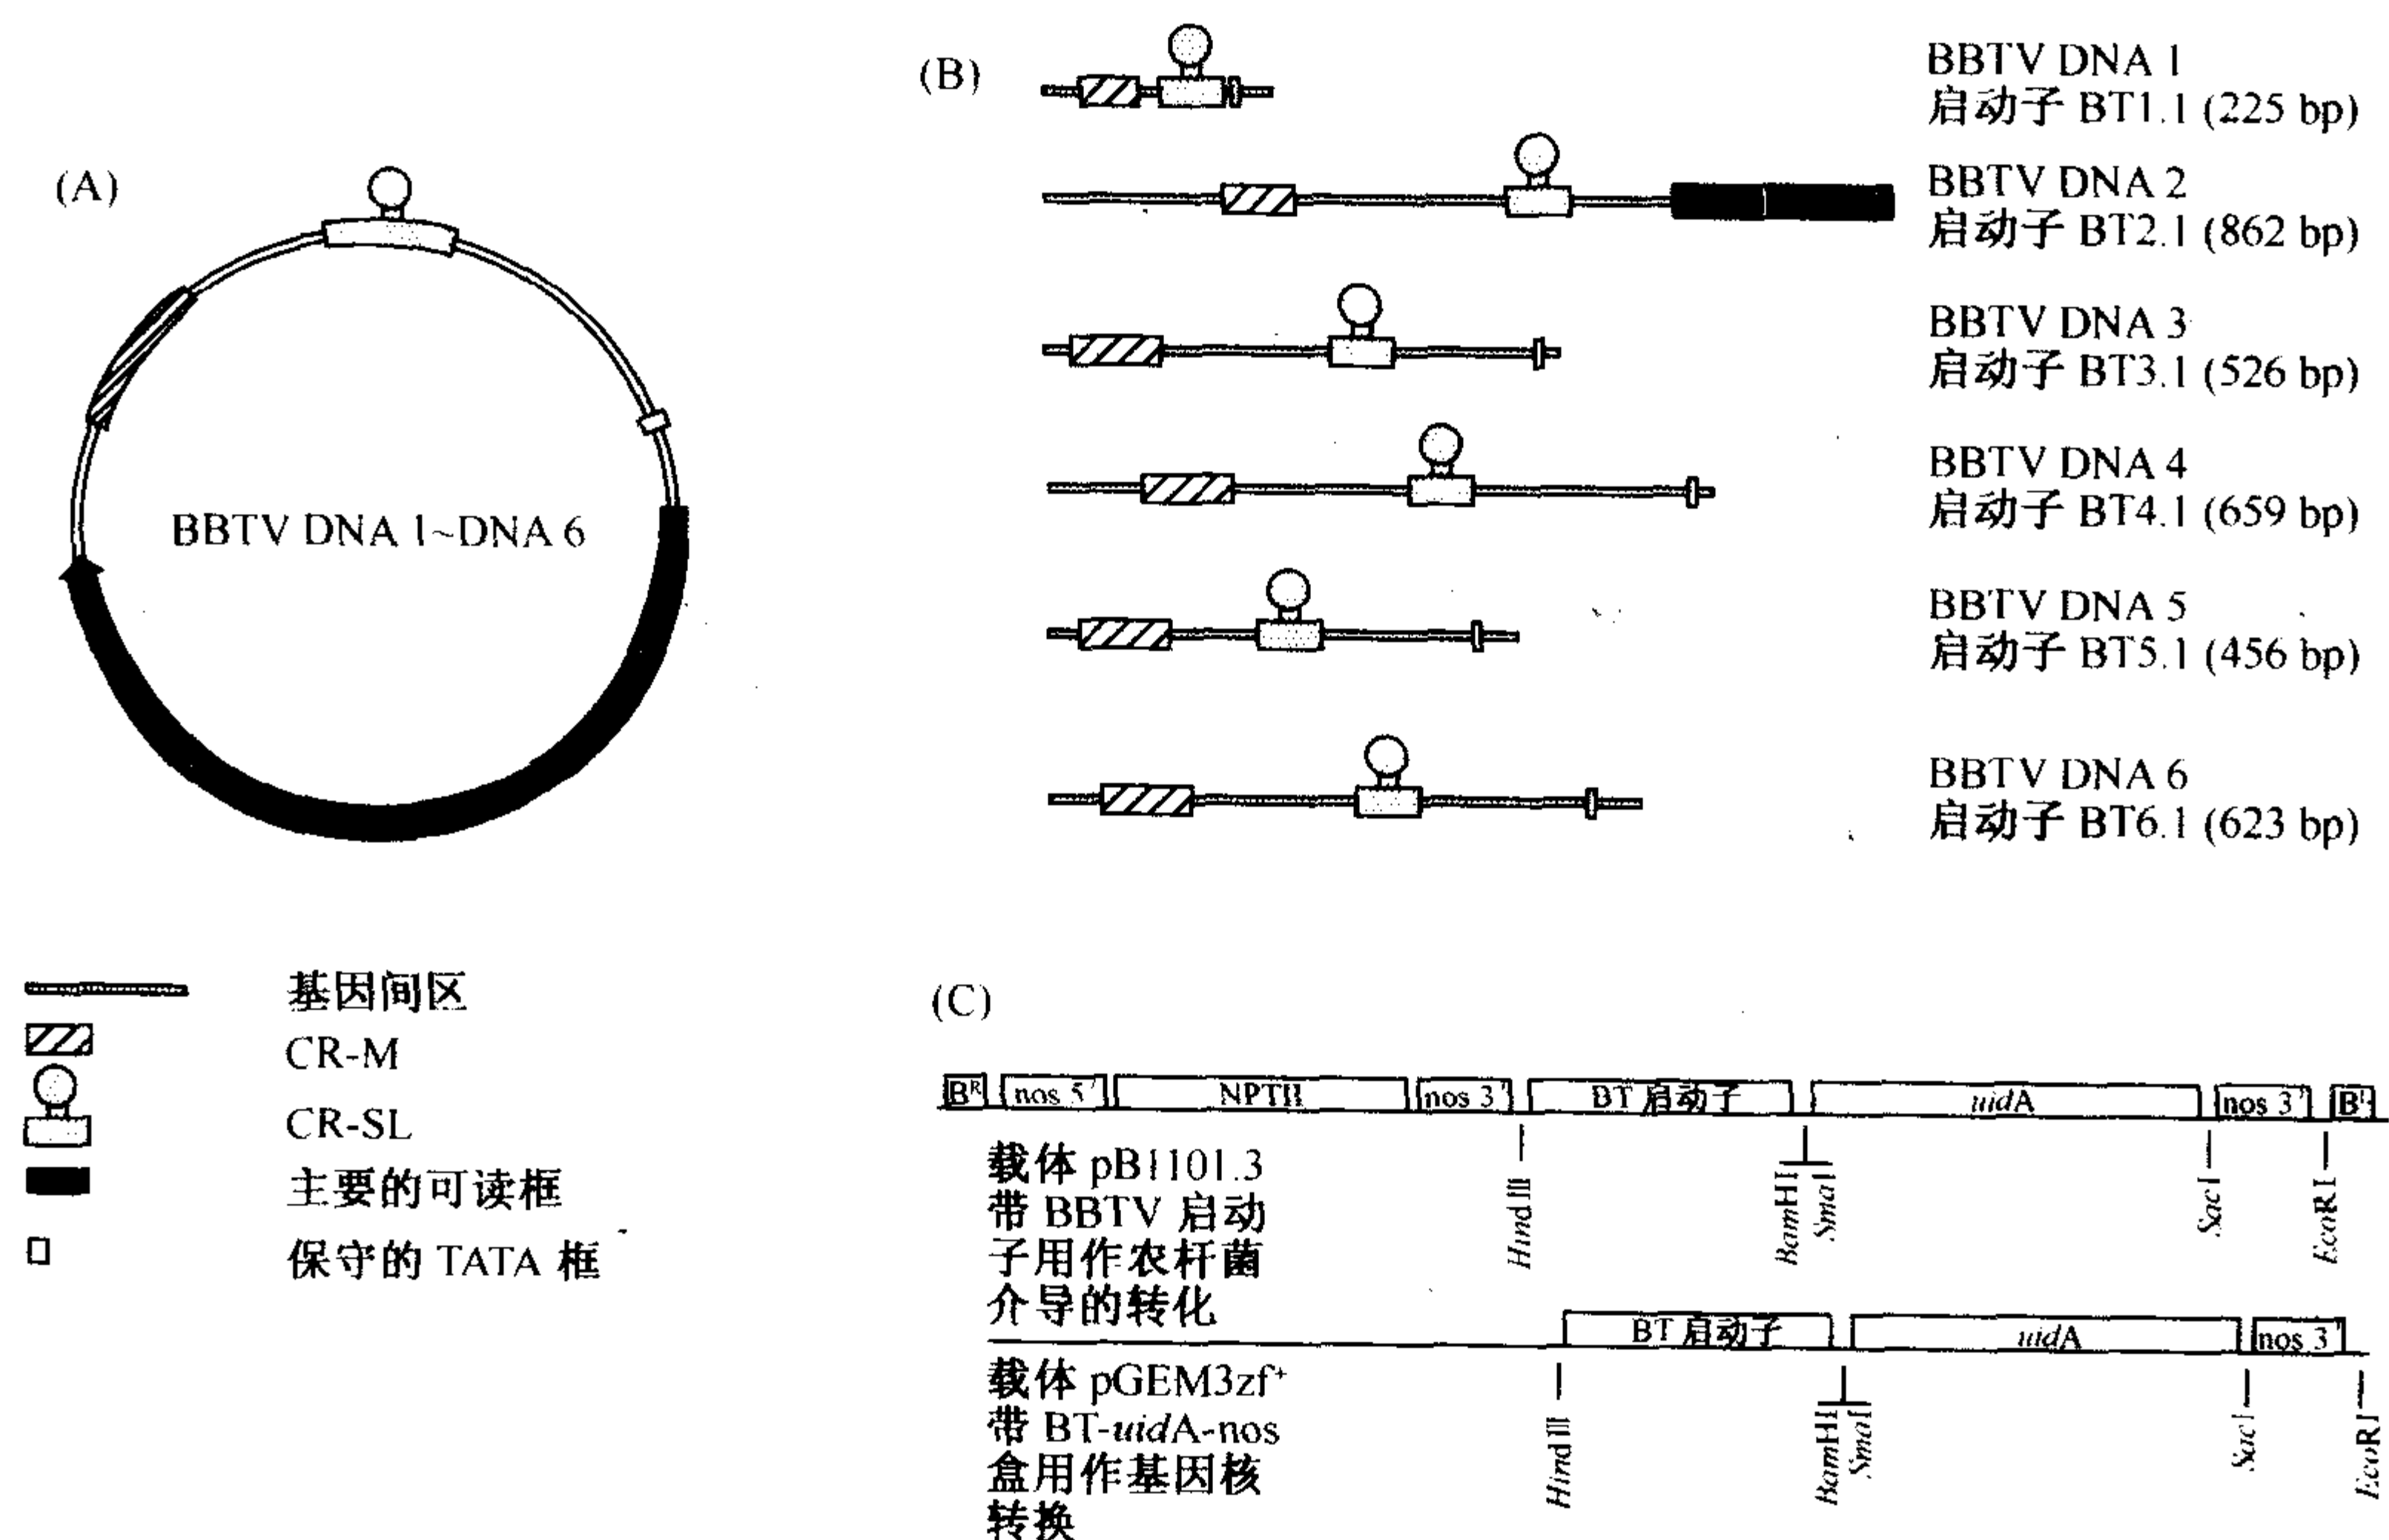 (A)
BBTV DNA 1~DNA 6
基因间区
CR-M
CR-SL
主要的可读框
保守的 TATA 框
(B)
BBTV DNA 1
启动子 BT1.1 (225 bp)
BBTV DNA 2
启动子 BT2.1 (862 bp)
BBTV DNA 3
启动子 BT3.1 (526 bp)
BBTV DNA 4
启动子 BT4.1 (659 bp)
BBTV DNA 5
启动子 BT5.1 (456 bp)
BBTV DNA 6
启动子 BT6.1 (623 bp)
(C)
Bᴿ nos 5' NPTII nos 3' BT 启动子 uidA nos 3' Bᴸ
HindIII BamHI SmaI SacI EcoRI
载体 pB1101.3
带 BBTV 启动
子用作农杆菌
介导的转化
BT 启动子 uidA nos 3'
HindIII BamHI SmaI SacI EcoRI
载体 pGEM3zf⁺
带 BT-uidA-nos
盒用作基因核
转换